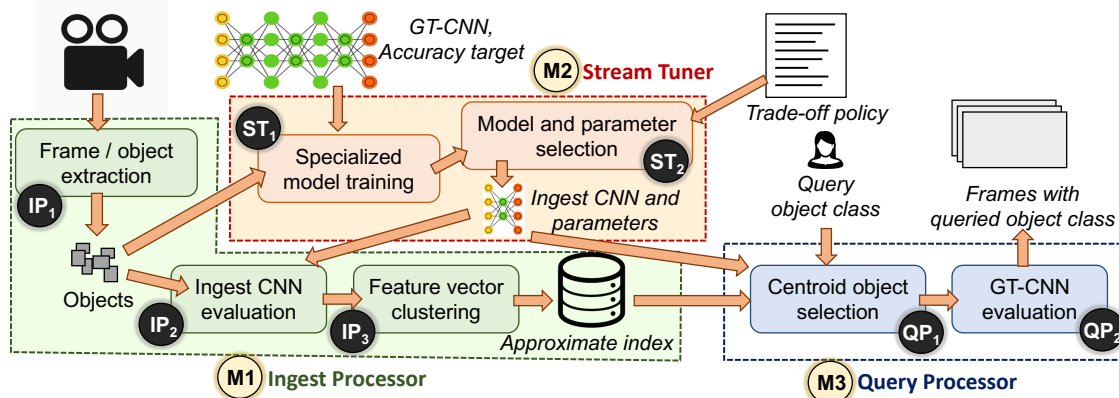 GT-CNN,
Accuracy target
M2 Stream Tuner
Trade-off policy
ST1
Specialized
model training
Model and parameter
selection
ST2
Ingest CNN and
parameters
Frame / object
extraction
IP1
Objects
Query
object class
Frames with
queried object class
Ingest CNN
evaluation
IP2
Feature vector
clustering
IP3
Approximate index
Centroid object
selection
QP1
GT-CNN
evaluation
QP2
M1 Ingest Processor
M3 Query Processor